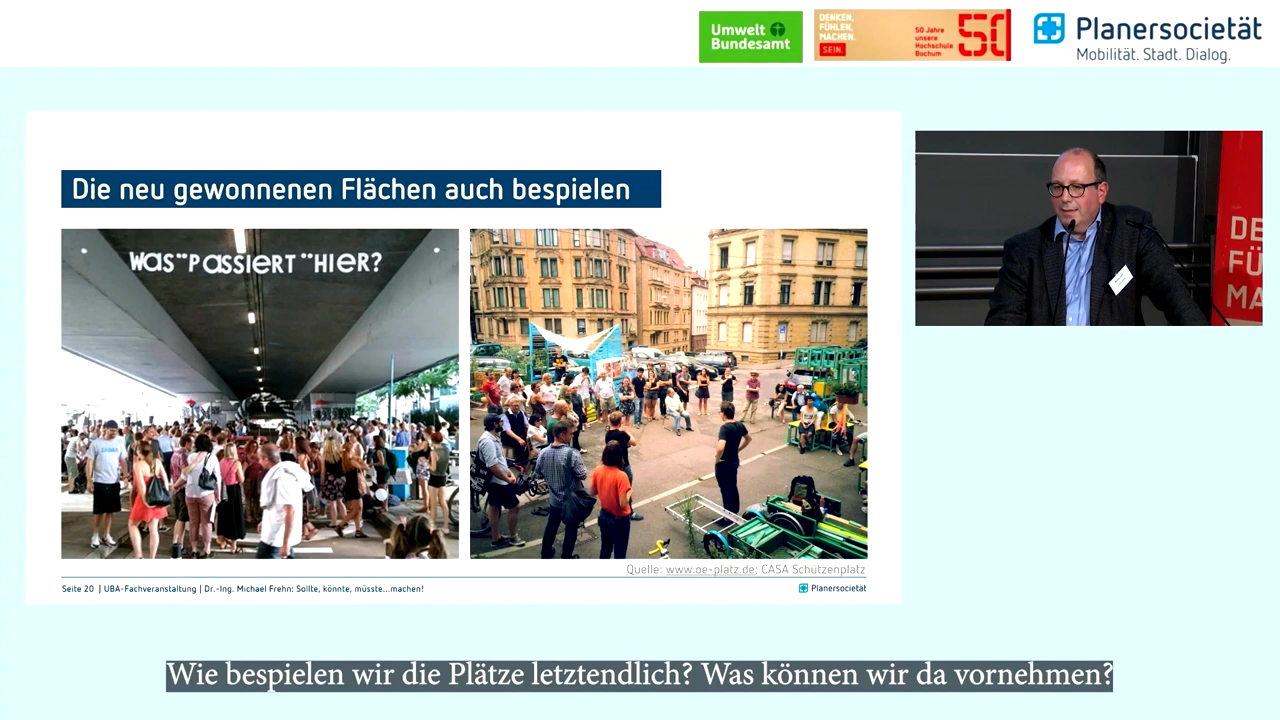 Umwelt
Bundesamt
DENKEN,
FÜHLEN,
MACHEN.
SEIN.
50 Jahre
unsere
Hochschule
Bochum
50
Planersocietät
Mobilität. Stadt. Dialog.
Die neu gewonnenen Flächen auch bespielen
WAS PASSIERT HIER?
DE
FÜ
MA
Quelle: www.oe-platz.de; CASA Schützenplatz
Seite 20 | UBA-Fachveranstaltung | Dr.-Ing. Michael Frehn: Sollte, könnte, müsste...machen!
Planersocietät
Wie bespielen wir die Plätze letztendlich? Was können wir da vornehmen?